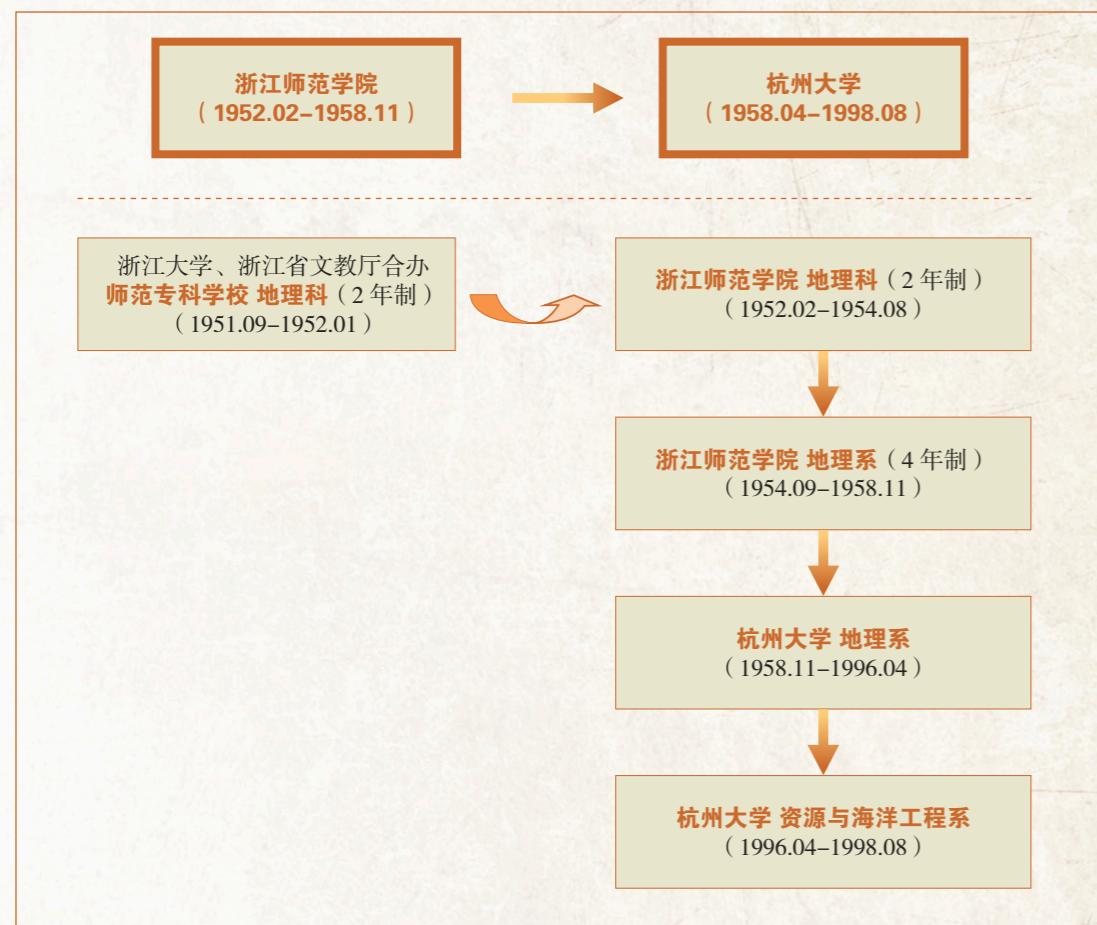 浙江师范学院
（1952.02–1958.11）
杭州大学
（1958.04–1998.08）
浙江大学、浙江省文教厅合办
师范专科学校 地理科（2 年制）
（1951.09–1952.01）
浙江师范学院 地理科（2 年制）
（1952.02–1954.08）
浙江师范学院 地理系（4 年制）
（1954.09–1958.11）
杭州大学 地理系
（1958.11–1996.04）
杭州大学 资源与海洋工程系
（1996.04–1998.08）